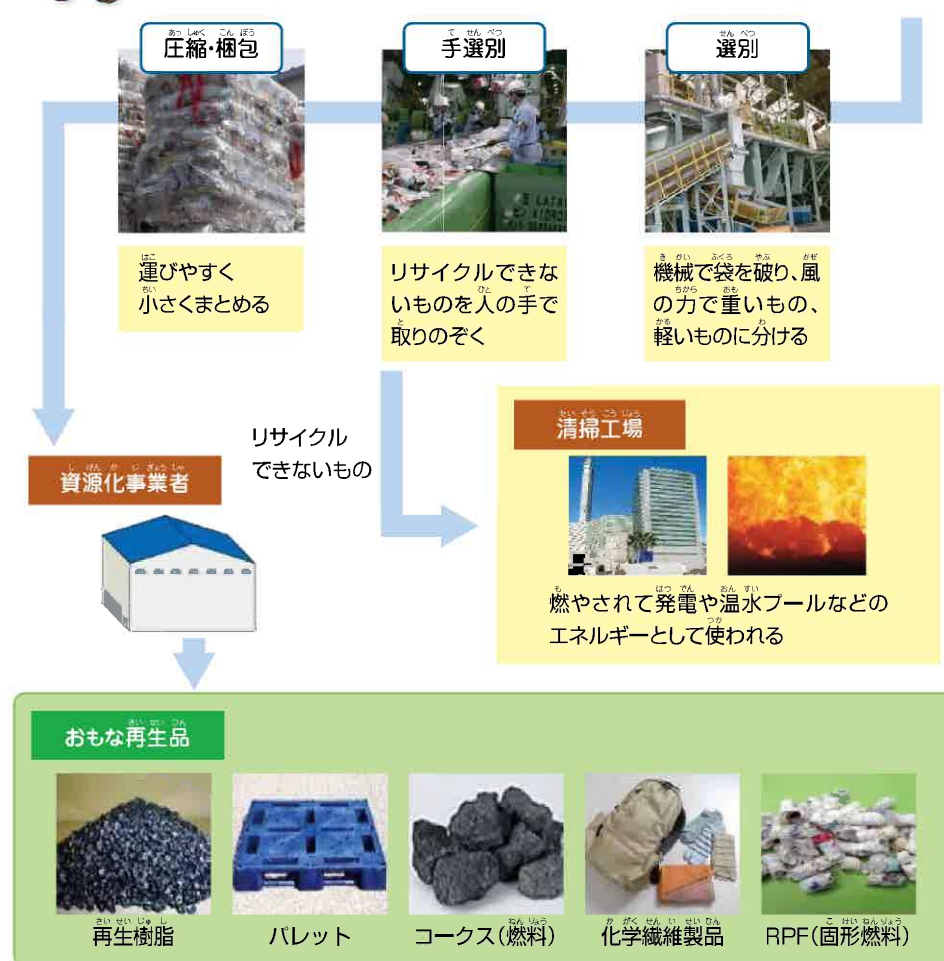 圧縮・梱包
運びやすく
小さくまとめる
手選別
リサイクルできな
いものを人の手で
取りのぞく
選別
機械で袋を破り、風
の力で重いもの、
軽いものに分ける
資源化事業者
リサイクル
できないもの
清掃工場
燃やされて発電や温水プールなどの
エネルギーとして使われる
おもな再生品
再生樹脂
パレット
コークス(燃料)
化学繊維製品
RPF(固形燃料)